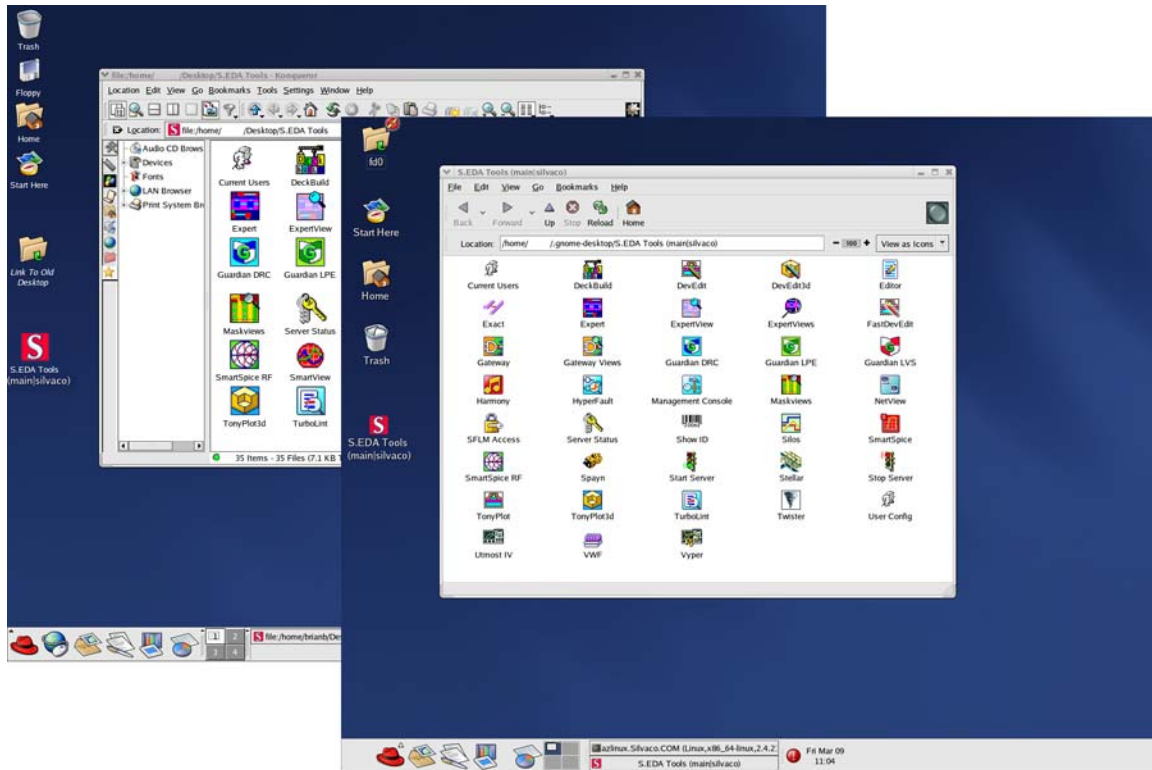 Trash
Floppy
Home
Start Here
Link To Old
Desktop
S.EDA Tools
(main|silvaco)
file:/home/ /Desktop/S.EDA Tools - Konqueror
Location Edit View Go Bookmarks Tools Settings Window Help
Location: file:/home/ /Desktop/S.EDA Tools
Audio CD Brows
Devices
Fonts
LAN Browser
Print System Br
Current Users DeckBuild
Expert ExpertView
Guardian DRC Guardian LPE
Maskviews Server Status
SmartSpice RF SmartView
TonyPlot3d TurboLint
35 Items - 35 Files (7.1 KB T
1 2
3 4
file:/home/brianb/De
fd0
Start Here
Home
Trash
S.EDA Tools
(main|silvaco)
S.EDA Tools (main|silvaco)
File Edit View Go Bookmarks Help
Back Forward Up Stop Reload Home
Location: /home/ /.gnome-desktop/S.EDA Tools (main|silvaco) 100 View as Icons
Current Users DeckBuild DevEdit DevEdit3d Editor
Exact Expert ExpertView ExpertViews FastDevEdit
Gateway Gateway Views Guardian DRC Guardian LPE Guardian LVS
Harmony HyperFault Management Console Maskviews NetView
SFLM Access Server Status Show ID Silos SmartSpice
SmartSpice RF Spayn Start Server Stellar Stop Server
TonyPlot TonyPlot3d TurboLint Twister User Config
Utmost IV VWF Vyper
azlinux.Silvaco.COM (Linux,x86_64-linux,2.4.2
S.EDA Tools (main|silvaco)
Fri Mar 09
11:04